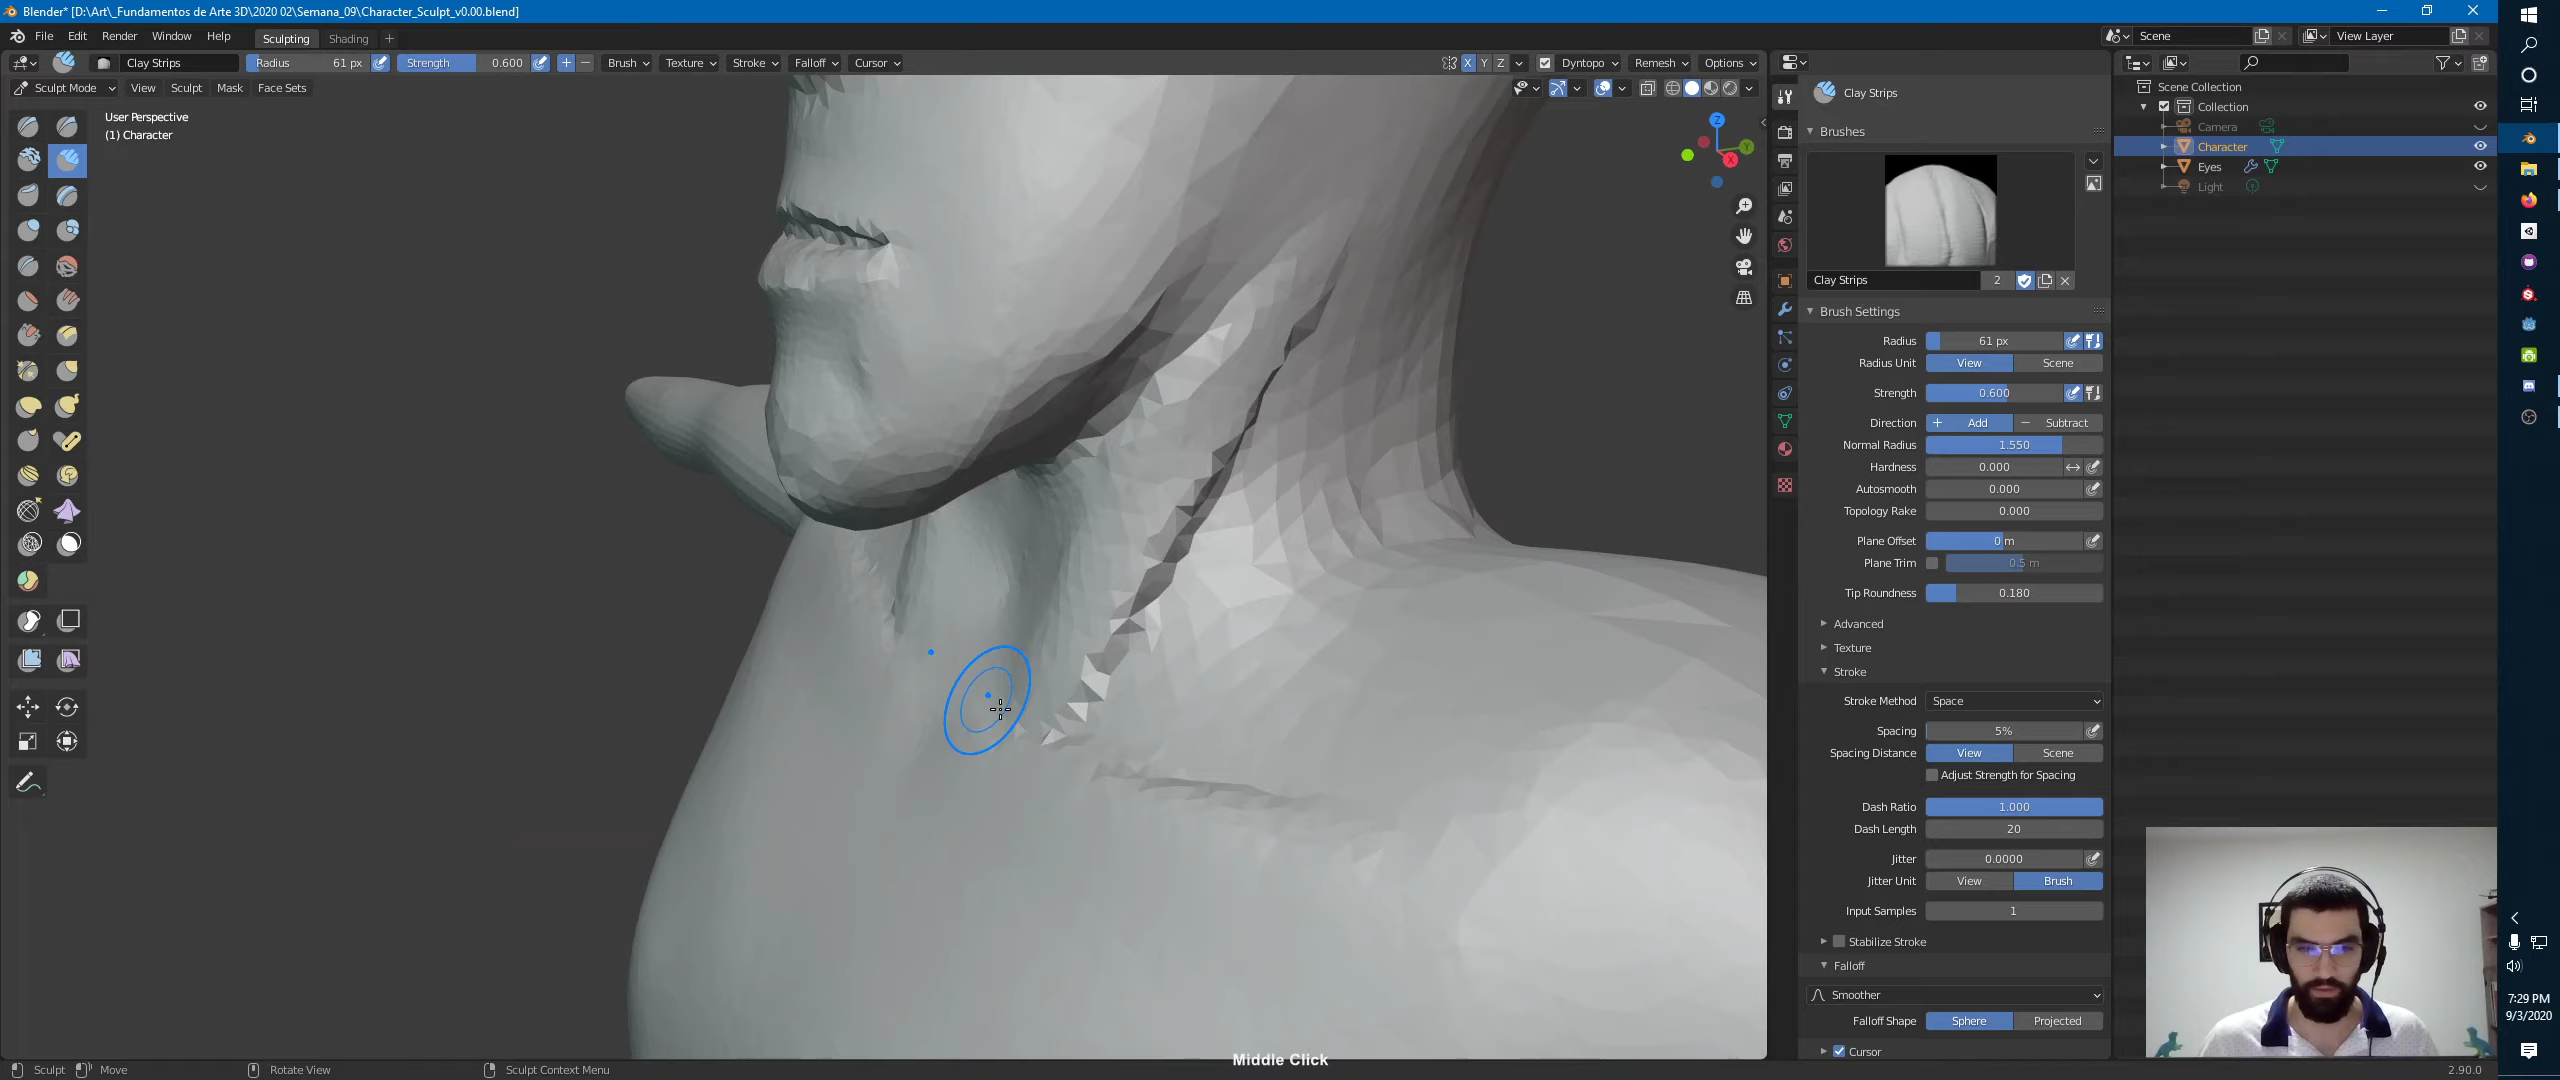 Blender* [D:\Art\_Fundamentos de Arte 3D\2020 02\Semana_09\Character_Sculpt_v0.00.blend]
File Edit Render Window Help Sculpting Shading +
Scene View Layer
Clay Strips Radius 61 px Strength 0.600 Brush Texture Stroke Falloff Cursor X Y Z Dyntopo Remesh Options
Sculpt Mode View Sculpt Mask Face Sets
User Perspective
(1) Character
Z
Y
X
Clay Strips
Brushes
Clay Strips 2
Brush Settings
Radius 61 px
Radius Unit View Scene
Strength 0.600
Direction Add Subtract
Normal Radius 1.550
Hardness 0.000
Autosmooth 0.000
Topology Rake 0.000
Plane Offset 0 m
Plane Trim 0.5 m
Tip Roundness 0.180
Advanced
Texture
Stroke
Stroke Method Space
Spacing 5%
Spacing Distance View Scene
Adjust Strength for Spacing
Dash Ratio 1.000
Dash Length 20
Jitter 0.0000
Jitter Unit View Brush
Input Samples 1
Stabilize Stroke
Falloff
Smoother
Falloff Shape Sphere Projected
Cursor
Scene Collection
Collection
Camera
Character
Eyes
Light
Middle Click
Sculpt Move Rotate View Sculpt Context Menu
2.90.0
7:29 PM
9/3/2020